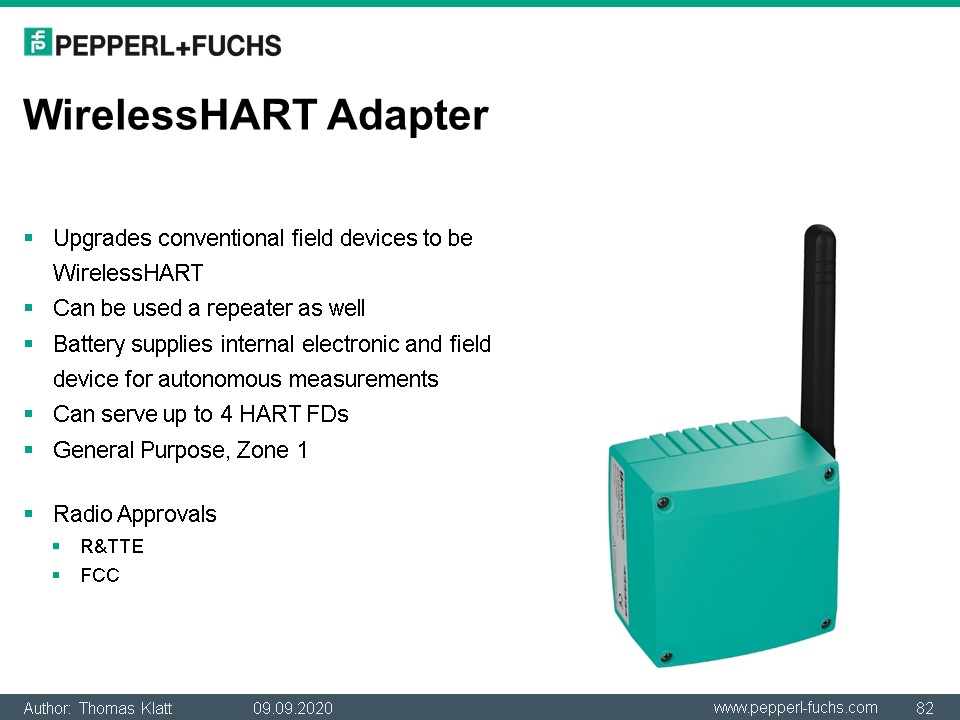 PEPPERL+FUCHS
WirelessHART Adapter
Upgrades conventional field devices to be
WirelessHART
Can be used a repeater as well
Battery supplies internal electronic and field
device for autonomous measurements
Can serve up to 4 HART FDs
General Purpose, Zone 1
Radio Approvals
R&TTE
FCC
Author: Thomas Klatt 09.09.2020 www.pepperl-fuchs.com 82